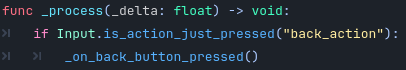 func _process(_delta: float) -> void:
if Input.is_action_just_pressed("back_action"):
_on_back_button_pressed()